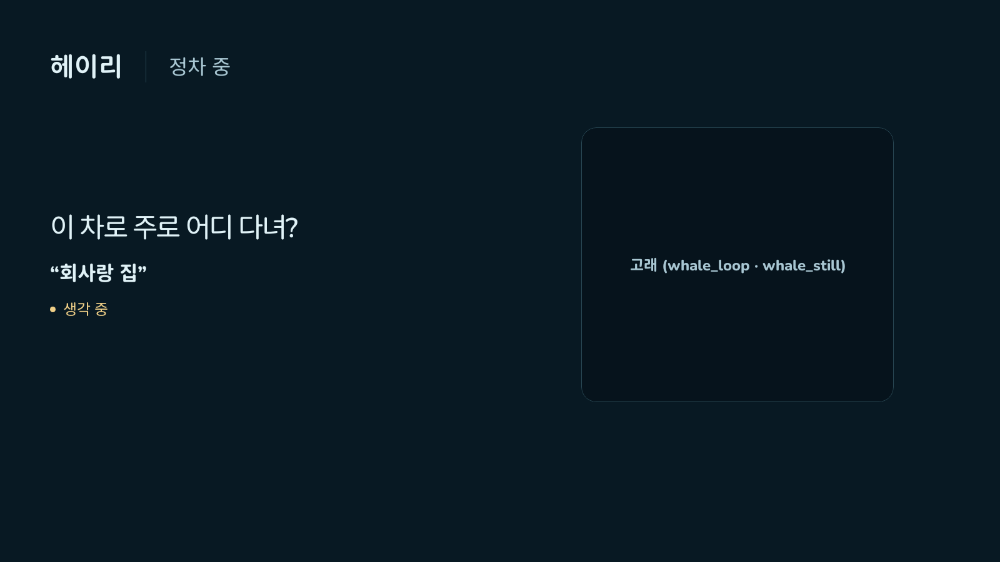 헤이리
정차 중
이 차로 주로 어디 다녀?
“회사랑 집”
생각 중
고래 (whale_loop · whale_still)